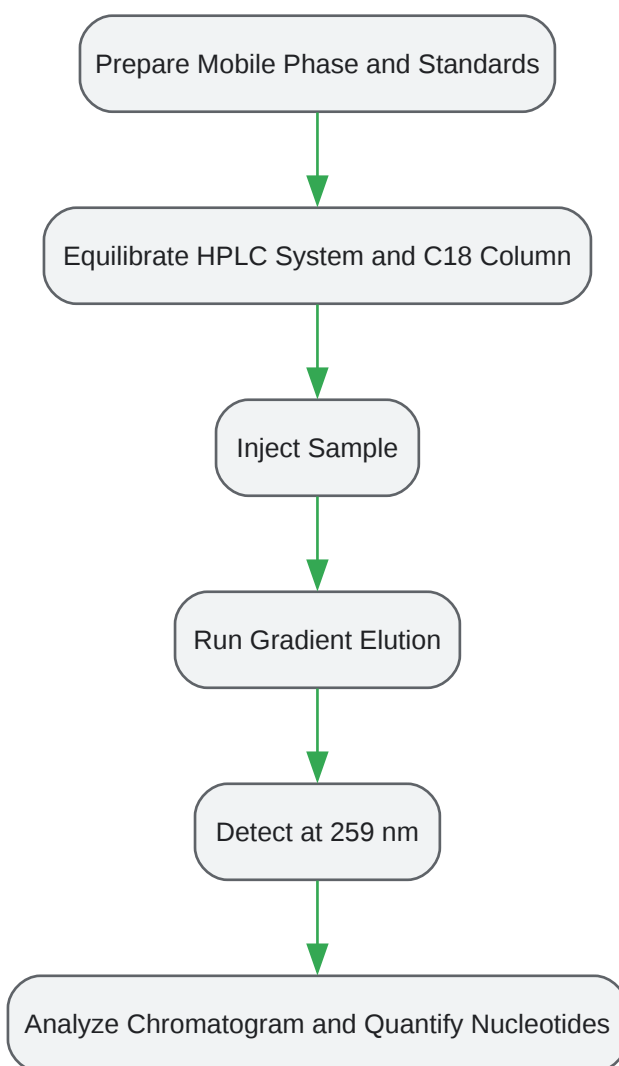 Prepare Mobile Phase and Standards
Equilibrate HPLC System and C18 Column
Inject Sample
Run Gradient Elution
Detect at 259 nm
Analyze Chromatogram and Quantify Nucleotides